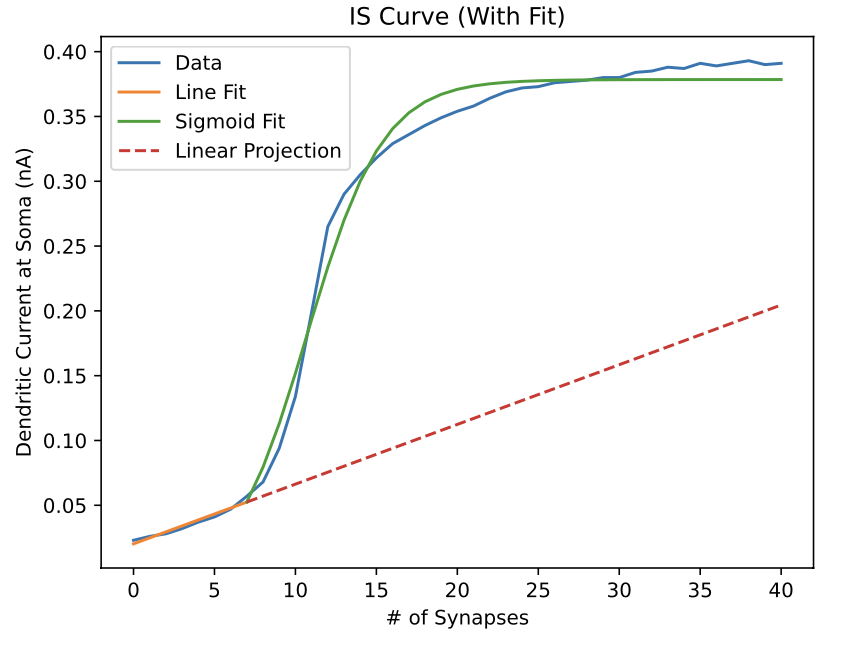 IS Curve (With Fit)
Data
Line Fit
Sigmoid Fit
Linear Projection
Dendritic Current at Soma (nA)
0.40
0.35
0.30
0.25
0.20
0.15
0.10
0.05
0 5 10 15 20 25 30 35 40
# of Synapses